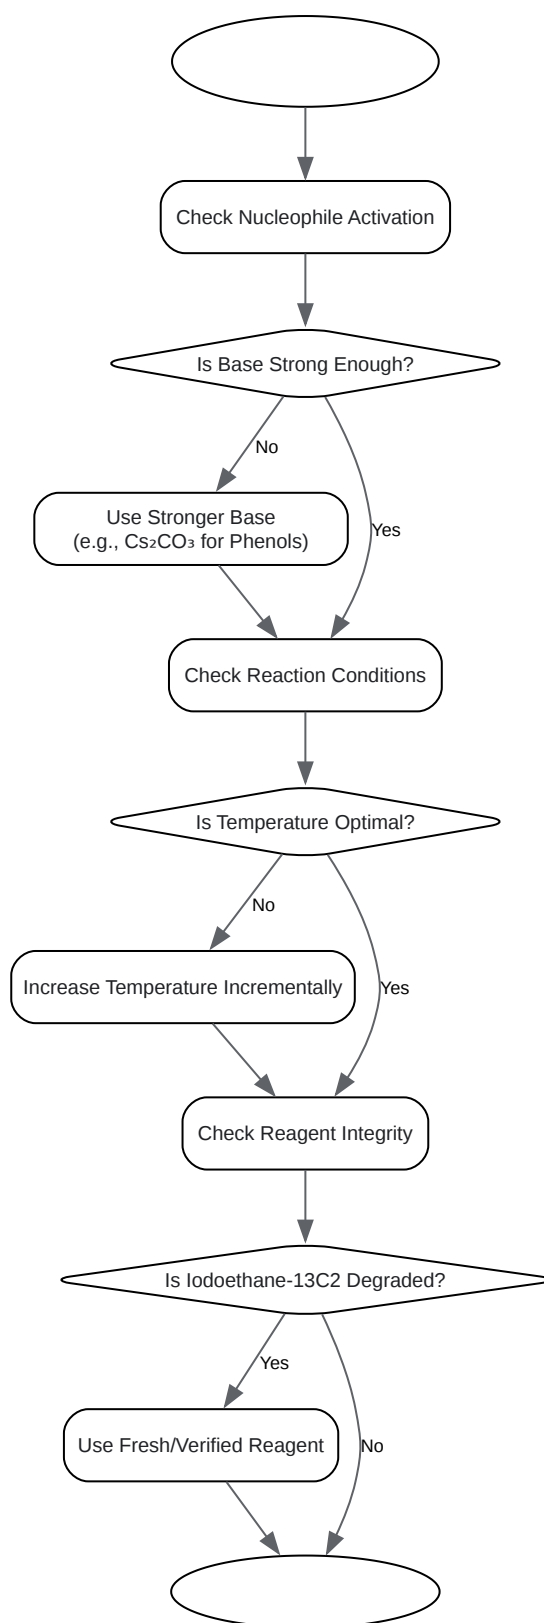 Check Nucleophile Activation
Is Base Strong Enough?
No
Use Stronger Base
(e.g., Cs₂CO₃ for Phenols)
Yes
Check Reaction Conditions
Is Temperature Optimal?
No
Increase Temperature Incrementally
Yes
Check Reagent Integrity
Is Iodoethane-13C2 Degraded?
Yes
Use Fresh/Verified Reagent
No